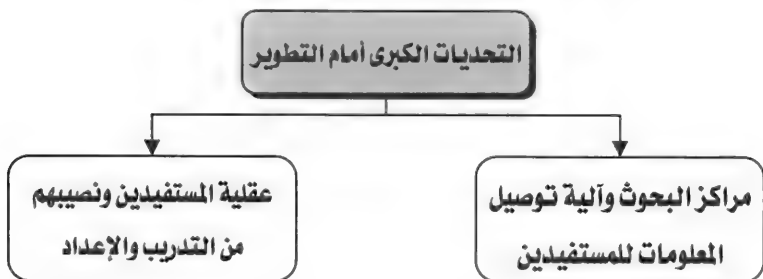 التحديات الكبرى أمام التطوير
مراكز البحوث وآلية توصيل
المعلومات للمستفيدين
عقلية المستفيدين ونصيبهم
من التدريب والإعداد